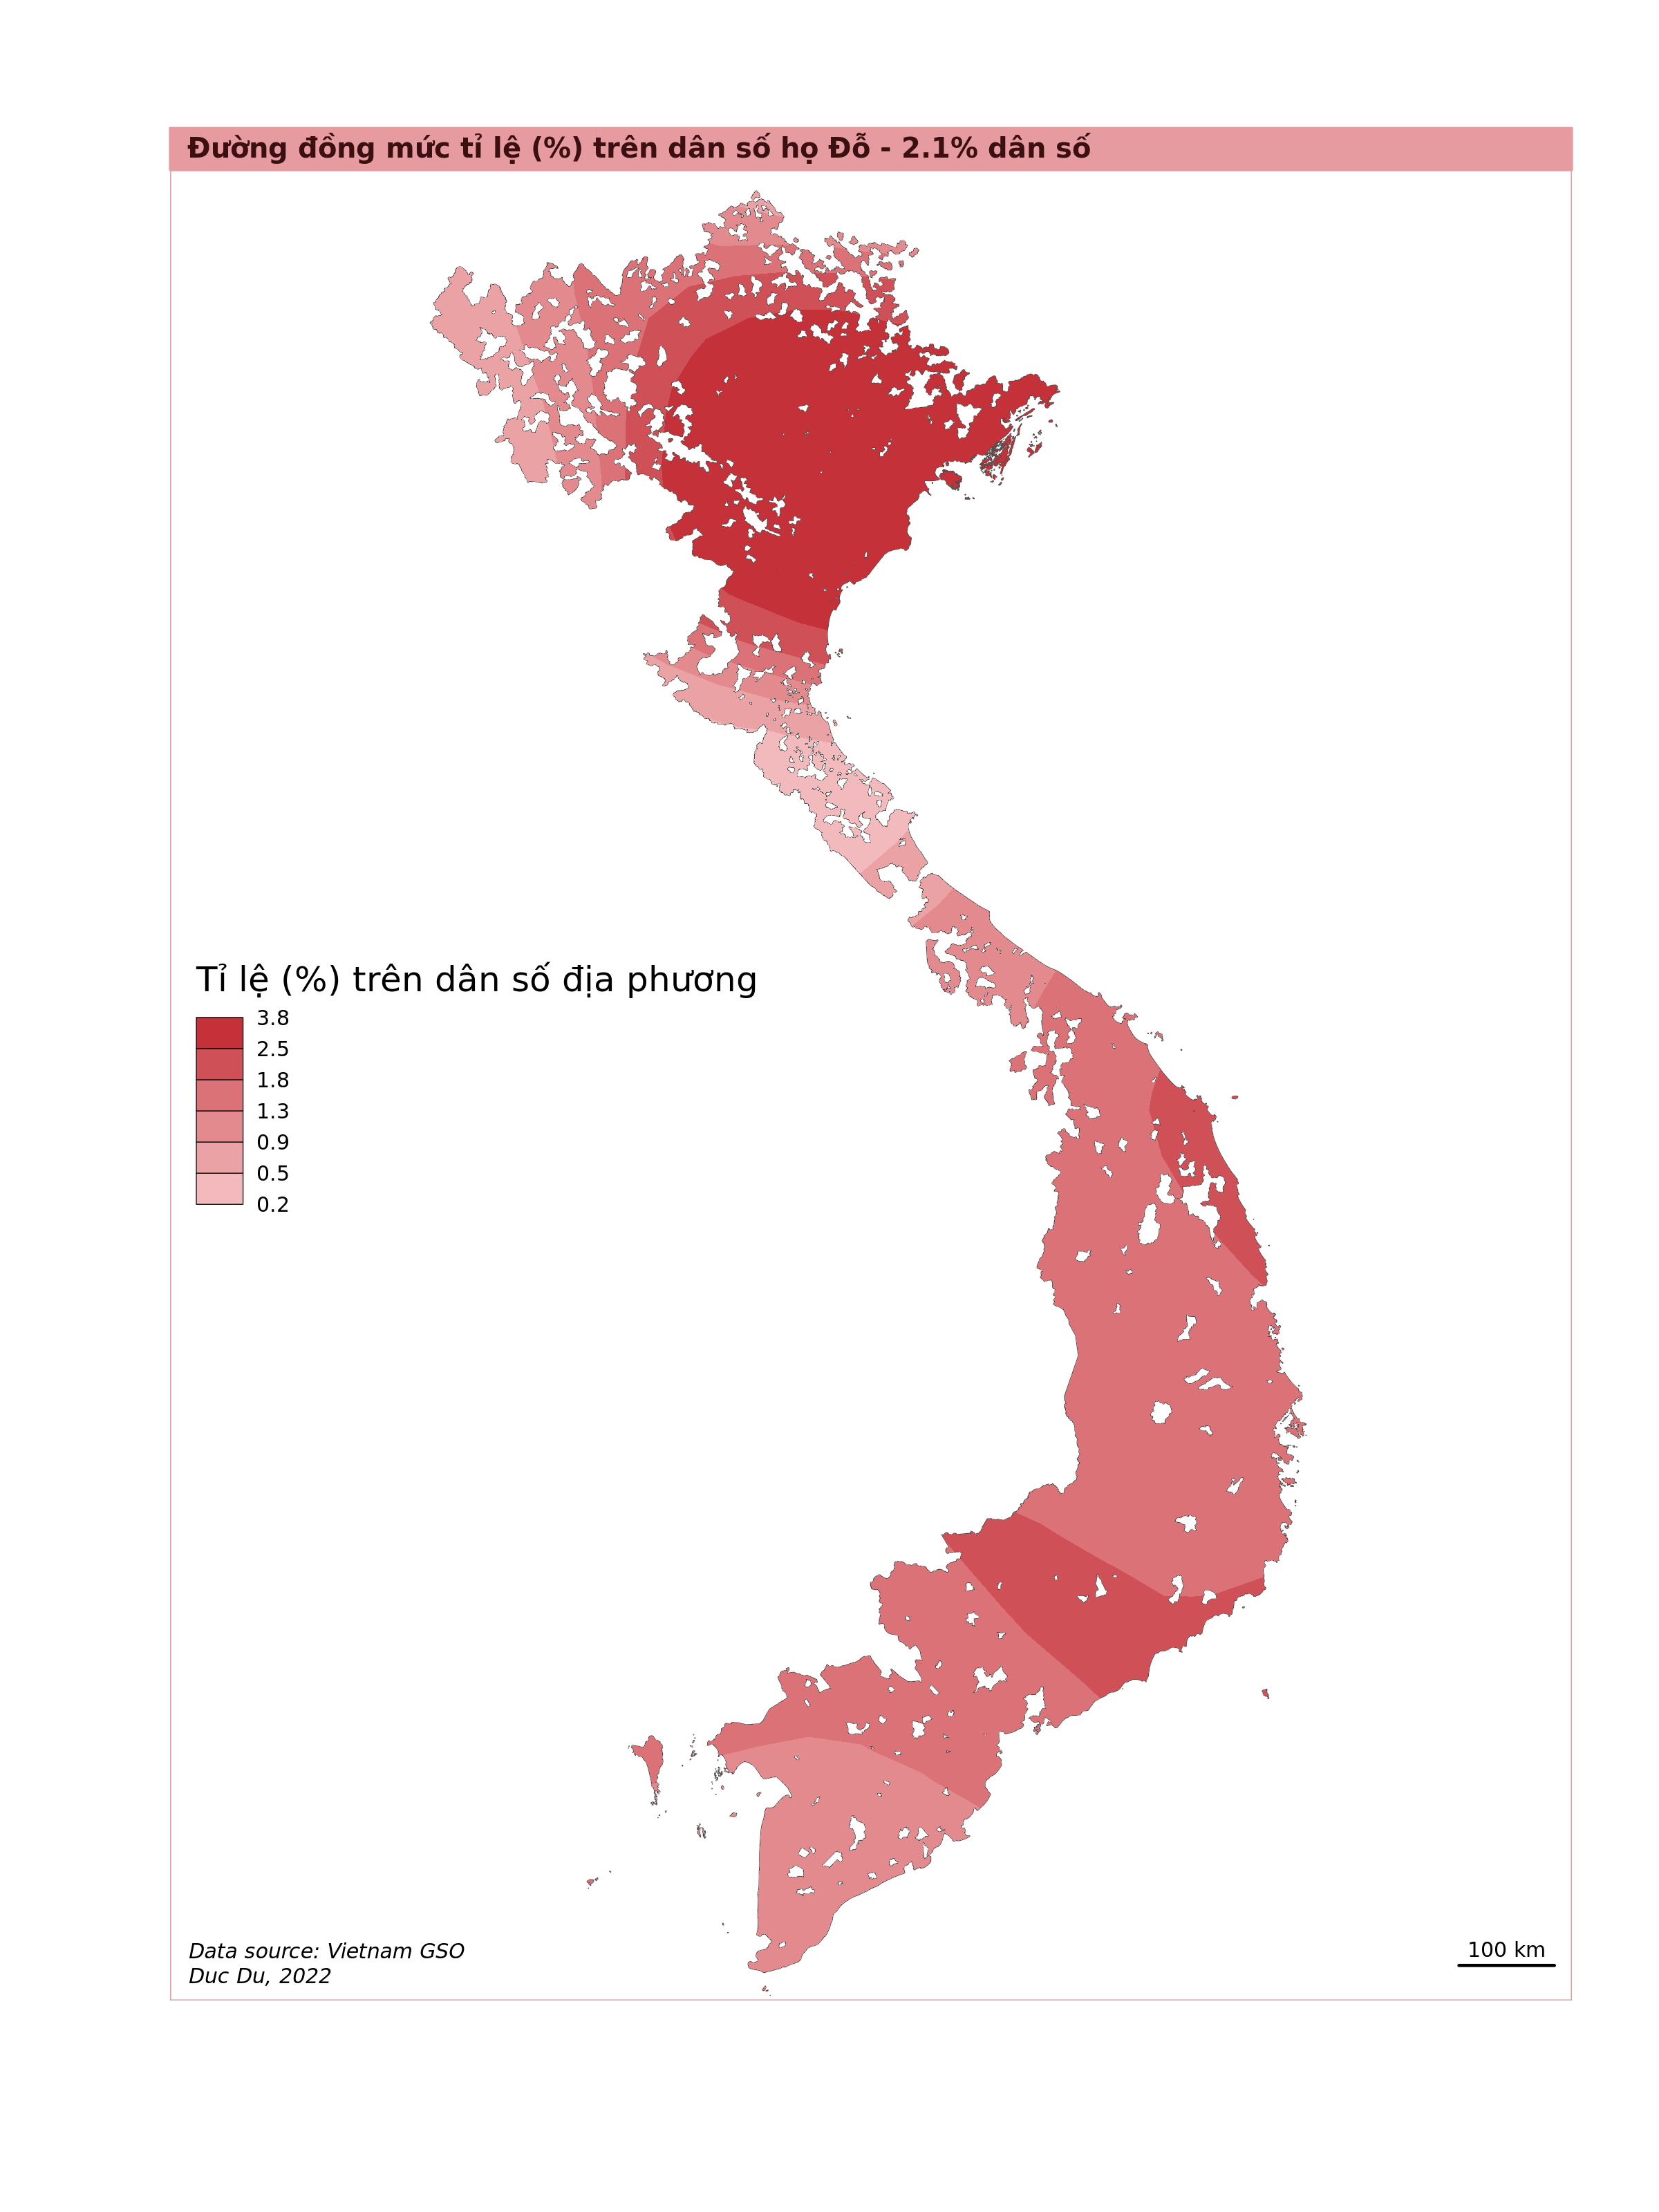 Đường đồng mức tỉ lệ (%) trên dân số họ Đỗ - 2.1% dân số
Tỉ lệ (%) trên dân số địa phương
3.8
2.5
1.8
1.3
0.9
0.5
0.2
Data source: Vietnam GSO
Duc Du, 2022
100 km